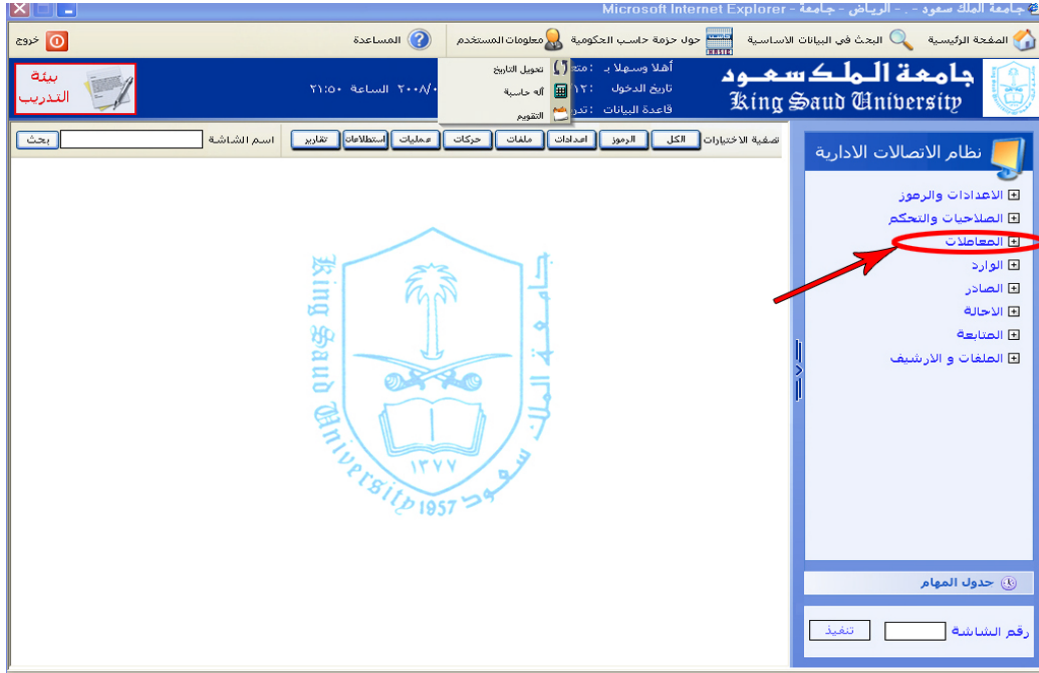 جامعة الملك سعود - . - الرياض - جامعة - Microsoft Internet Explorer
الصفحة الرئيسية البحث في البيانات الاساسية حول حزمة حاسب الحكومية معلومات المستخدم المساعدة خروج
جامعة الملك سعود
King Saud University
أهلا وسهلا بـ :
تاريخ الدخول :
الساعة ٢١:٥٠
قاعدة البيانات :
تحويل التاريخ
آله حاسبة
التقويم
بيئة
التدريب
تصفية الاختيارات الكل الرموز اعدادات ملفات حركات عمليات استطلاعات تقارير اسم الشاشة بحث
نظام الاتصالات الادارية
الاعدادات والرموز
الصلاحيات والتحكم
المعاملات
الوارد
الصادر
الاحالة
المتابعة
الملفات و الارشيف
جامعة الملك سعود
King Saud University
١٣٧٧
1957
جدول المهام
رقم الشاشة تنفيذ